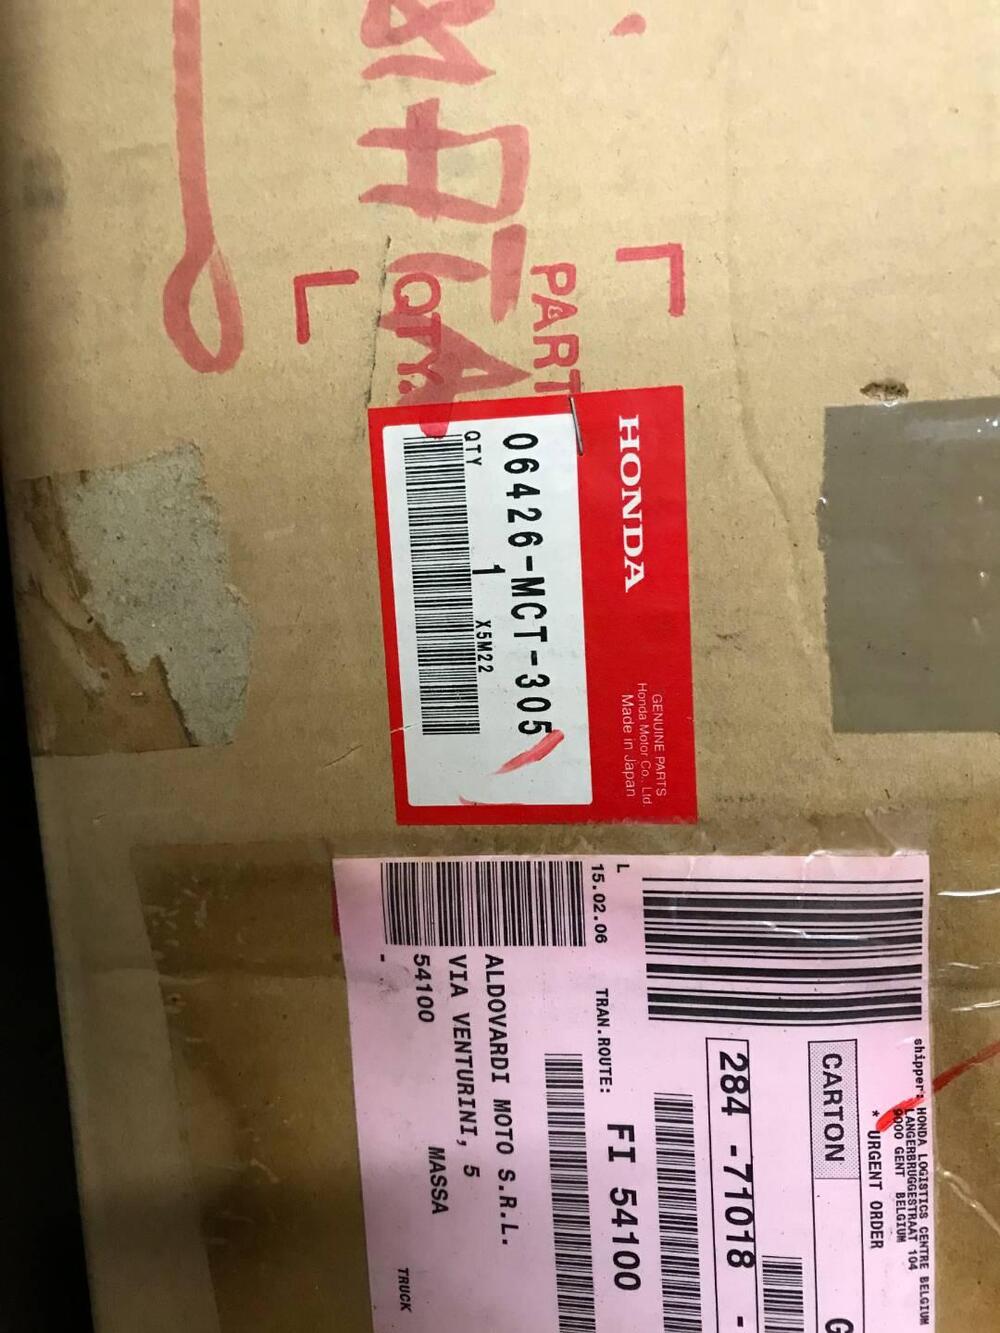 PART
QTY.
HONDA
GENUINE PARTS
Honda Motor Co., Ltd.
Made in Japan
06426-MCT-305
QTY
1
X5M22
shipper: HONDA LOGISTICS CENTRE BELGIUM
LANGERBRUGGESTRAAT 104
9000 GENT BELGIUM
* URGENT ORDER
CARTON
G
284 -71018 -
L
15.02.06
TRAN.ROUTE:
FI 54100
ALDOVARDI MOTO S.R.L.
VIA VENTURINI, 5
54100 MASSA
-
TRUCK